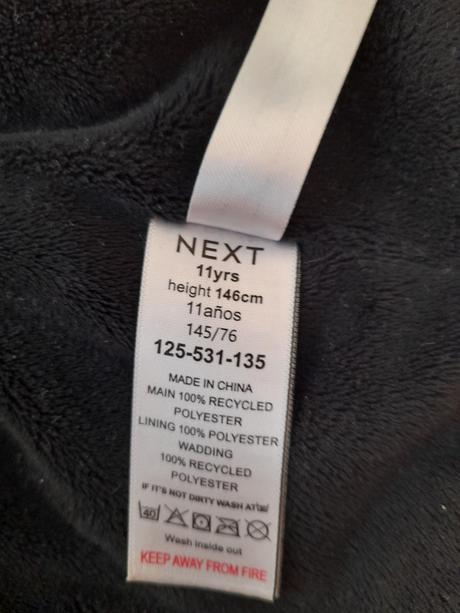 NEXT
11yrs
height 146cm
11años
145/76
125-531-135
MADE IN CHINA
MAIN 100% RECYCLED
POLYESTER
LINING 100% POLYESTER
WADDING
100% RECYCLED
POLYESTER
IF IT'S NOT DIRTY WASH AT
40
Wash inside out
KEEP AWAY FROM FIRE